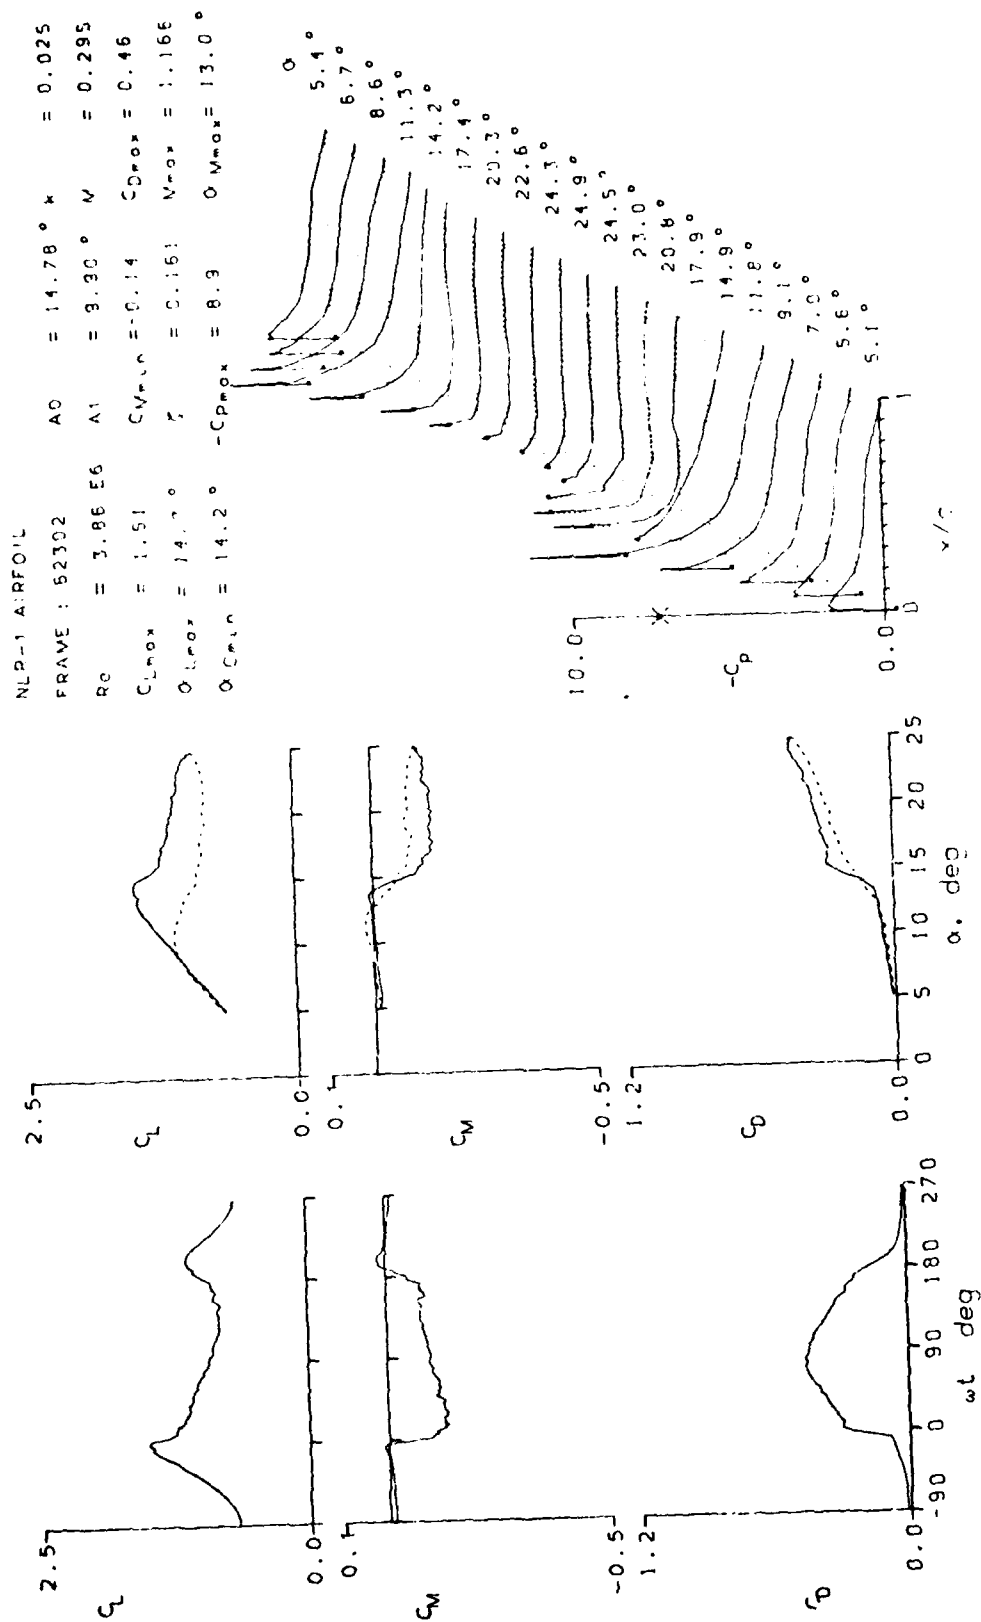 NLR-1 AIRFOIL
FRAME : 52302 A0 = 14.78° k = 0.025
Re = 3.86 E6 A1 = 9.90° M = 0.295
CLmax = 1.51 CMmin =-0.14 CDmax = 0.46
αLmax = 14.2° ζ = 0.161 Mmax = 1.166
αCmin = 14.2° -CPmax = 8.9 αMmax = 13.0°
α
5.4°
6.7°
8.6°
11.3°
14.2°
17.4°
20.3°
22.6°
24.3°
24.9°
24.5°
23.0°
20.8°
17.9°
14.9°
11.8°
9.1°
7.0°
5.6°
5.1°
10.0
-CP
0.0
0 1
x/c
2.5
CL
0.0
0.1
CM
-0.5
1.2
CD
0.0
0 5 10 15 20 25
α, deg
2.5
CL
0.0
0.1
CM
-0.5
1.2
CD
0.0
-90 0 90 180 270
ωt deg